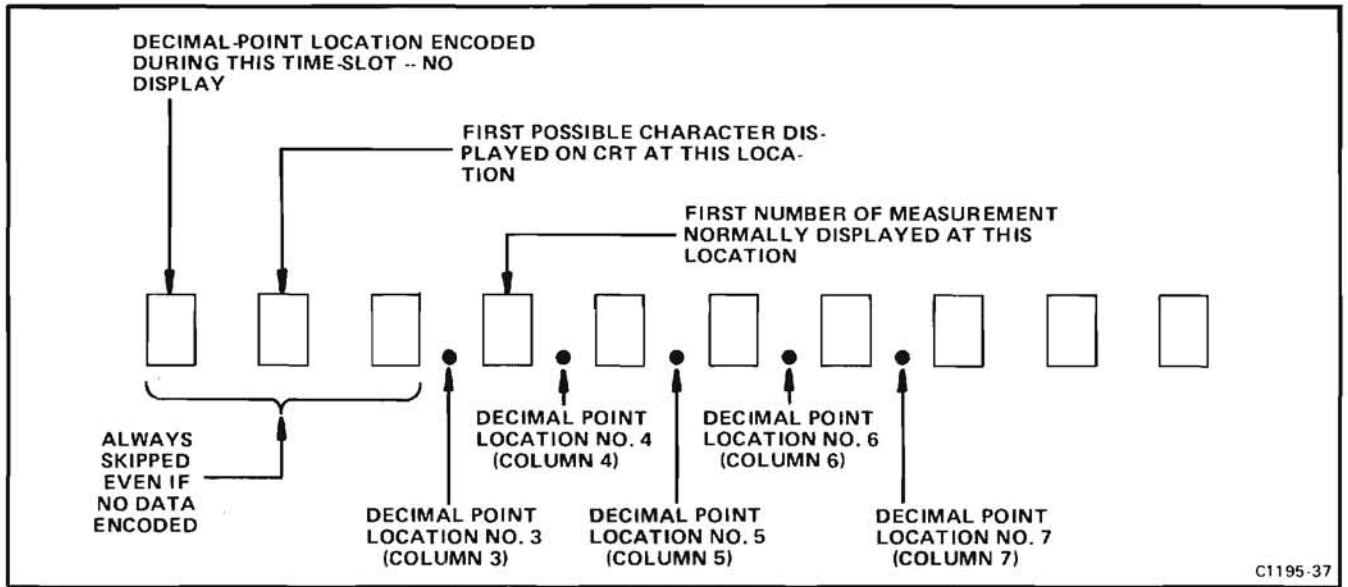 DECIMAL-POINT LOCATION ENCODED
DURING THIS TIME-SLOT -- NO
DISPLAY
FIRST POSSIBLE CHARACTER DIS-
PLAYED ON CRT AT THIS LOCA-
TION
FIRST NUMBER OF MEASUREMENT
NORMALLY DISPLAYED AT THIS
LOCATION
ALWAYS
SKIPPED
EVEN IF
NO DATA
ENCODED
DECIMAL POINT
LOCATION NO. 3
(COLUMN 3)
DECIMAL POINT
LOCATION NO. 4
(COLUMN 4)
DECIMAL POINT
LOCATION NO. 5
(COLUMN 5)
DECIMAL POINT
LOCATION NO. 6
(COLUMN 6)
DECIMAL POINT
LOCATION NO. 7
(COLUMN 7)
C1195-37